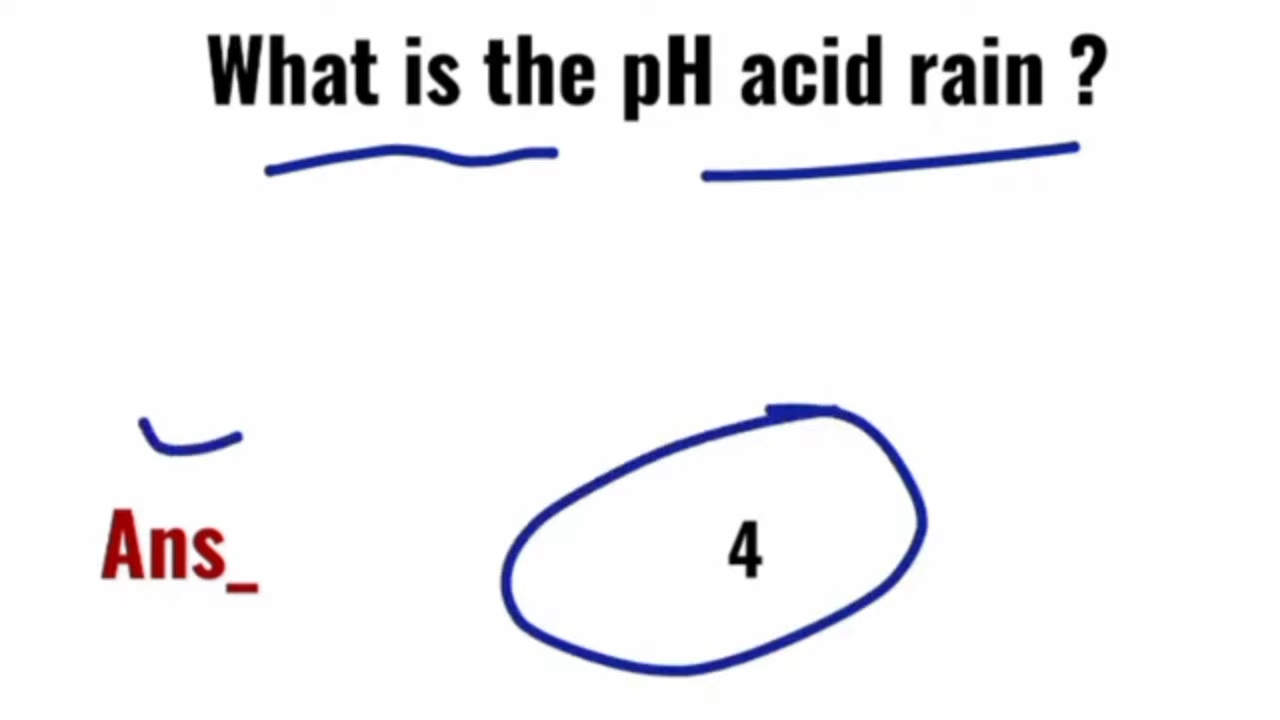 What is the pH acid rain ?
Ans_ 4